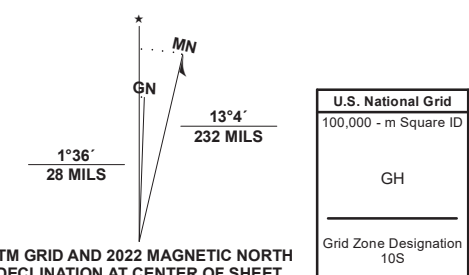 ★
MN
GN
13°4´
232 MILS
1°36´
28 MILS
TM GRID AND 2022 MAGNETIC NORTH
DECLINATION AT CENTER OF SHEET
U.S. National Grid
100,000 - m Square ID
GH
Grid Zone Designation
10S